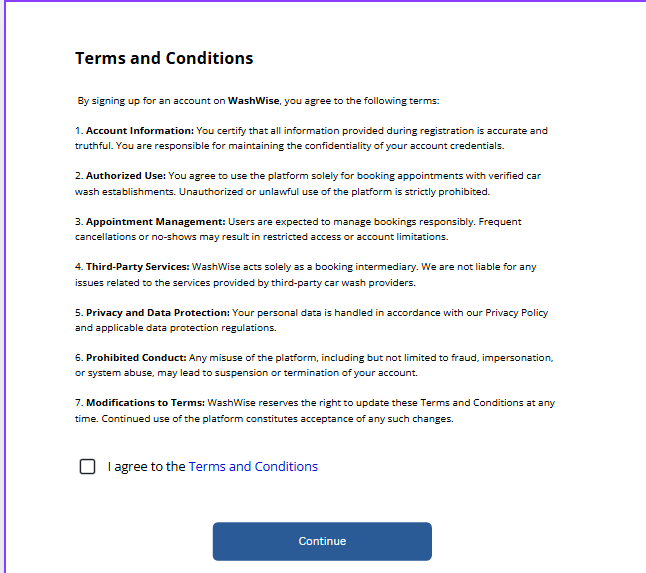 Terms and Conditions
By signing up for an account on WashWise, you agree to the following terms:
1. Account Information: You certify that all information provided during registration is accurate and
truthful. You are responsible for maintaining the confidentiality of your account credentials.
2. Authorized Use: You agree to use the platform solely for booking appointments with verified car
wash establishments. Unauthorized or unlawful use of the platform is strictly prohibited.
3. Appointment Management: Users are expected to manage bookings responsibly. Frequent
cancellations or no-shows may result in restricted access or account limitations.
4. Third-Party Services: WashWise acts solely as a booking intermediary. We are not liable for any
issues related to the services provided by third-party car wash providers.
5. Privacy and Data Protection: Your personal data is handled in accordance with our Privacy Policy
and applicable data protection regulations.
6. Prohibited Conduct: Any misuse of the platform, including but not limited to fraud, impersonation,
or system abuse, may lead to suspension or termination of your account.
7. Modifications to Terms: WashWise reserves the right to update these Terms and Conditions at any
time. Continued use of the platform constitutes acceptance of any such changes.
I agree to the Terms and Conditions
Continue